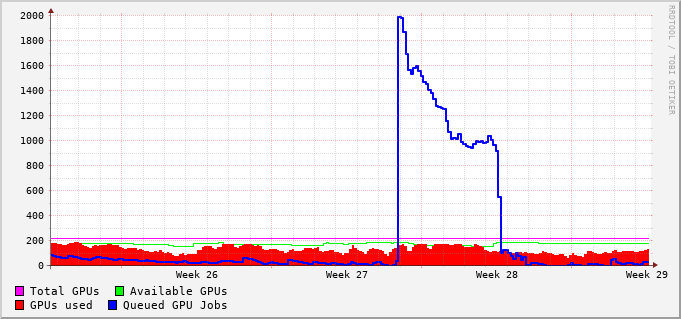 2000
1800
1600
1400
1200
1000
800
600
400
200
0
Week 26 Week 27 Week 28 Week 29
Total GPUs Available GPUs
GPUs used Queued GPU Jobs
RRDTOOL / TOBI OETIKER